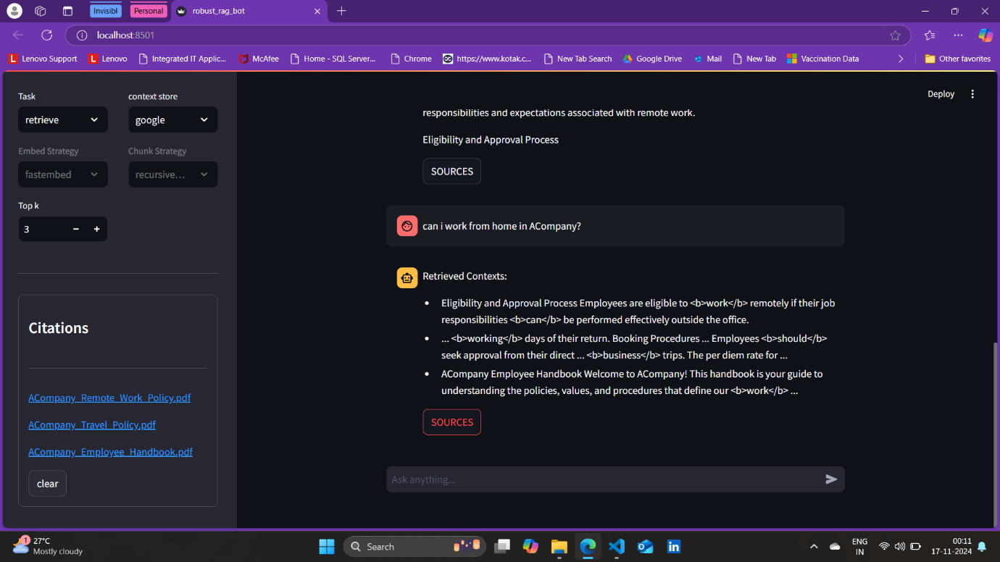 Invisibl
Personal
robust_rag_bot
localhost:8501
Lenovo Support
Lenovo
Integrated IT Applic...
McAfee
Home - SQL Server...
Chrome
https://www.kotak.c...
New Tab Search
Google Drive
Mail
New Tab
Vaccination Data
Other favorites
Task
context store
retrieve
google
Embed Strategy
Chunk Strategy
fastembed
recursive...
Top k
3
Citations
ACompany_Remote_Work_Policy.pdf
ACompany_Travel_Policy.pdf
ACompany_Employee_Handbook.pdf
clear
Deploy
responsibilities and expectations associated with remote work.
Eligibility and Approval Process
SOURCES
can i work from home in ACompany?
Retrieved Contexts:
• Eligibility and Approval Process Employees are eligible to <b>work</b> remotely if their job
responsibilities <b>can</b> be performed effectively outside the office.
• ... <b>working</b> days of their return. Booking Procedures ... Employees <b>should</b>
seek approval from their direct ... <b>business</b> trips. The per diem rate for ...
• ACompany Employee Handbook Welcome to ACompany! This handbook is your guide to
understanding the policies, values, and procedures that define our <b>work</b> ...
SOURCES
Ask anything...
1
27°C
Mostly cloudy
Search
ENG
IN
00:11
17-11-2024